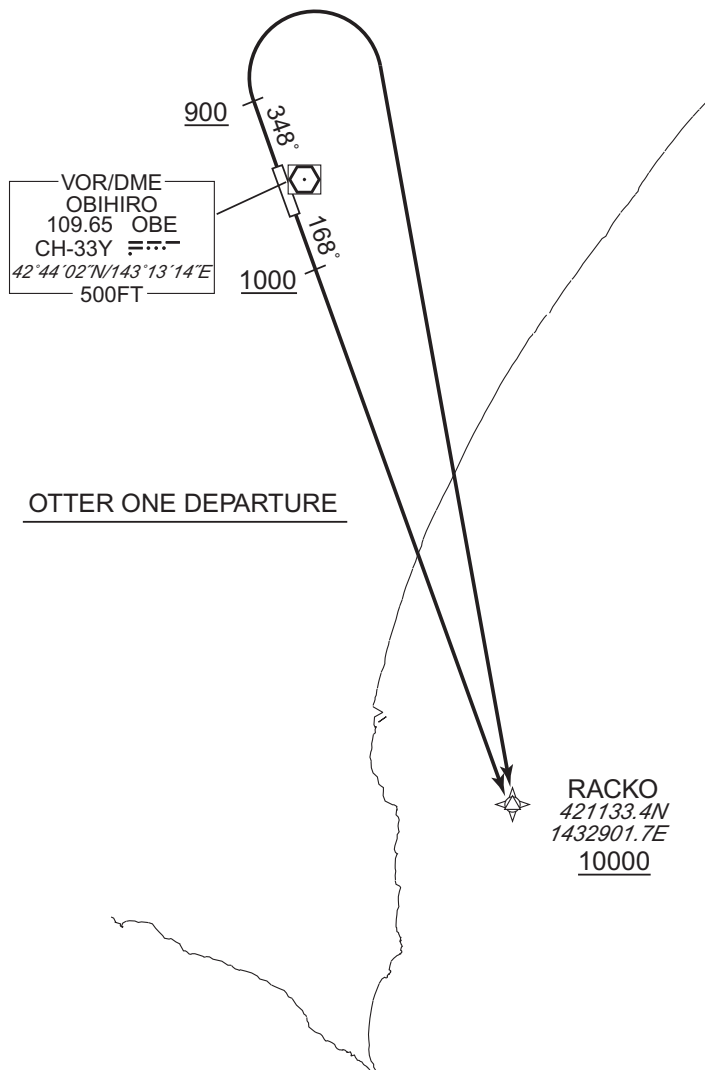 900
348°
VOR/DME
OBIHIRO
109.65 OBE
CH-33Y
42°44´02˝N/143°13´14˝E
500FT
168°
1000
OTTER ONE DEPARTURE
RACKO
421133.4N
1432901.7E
10000